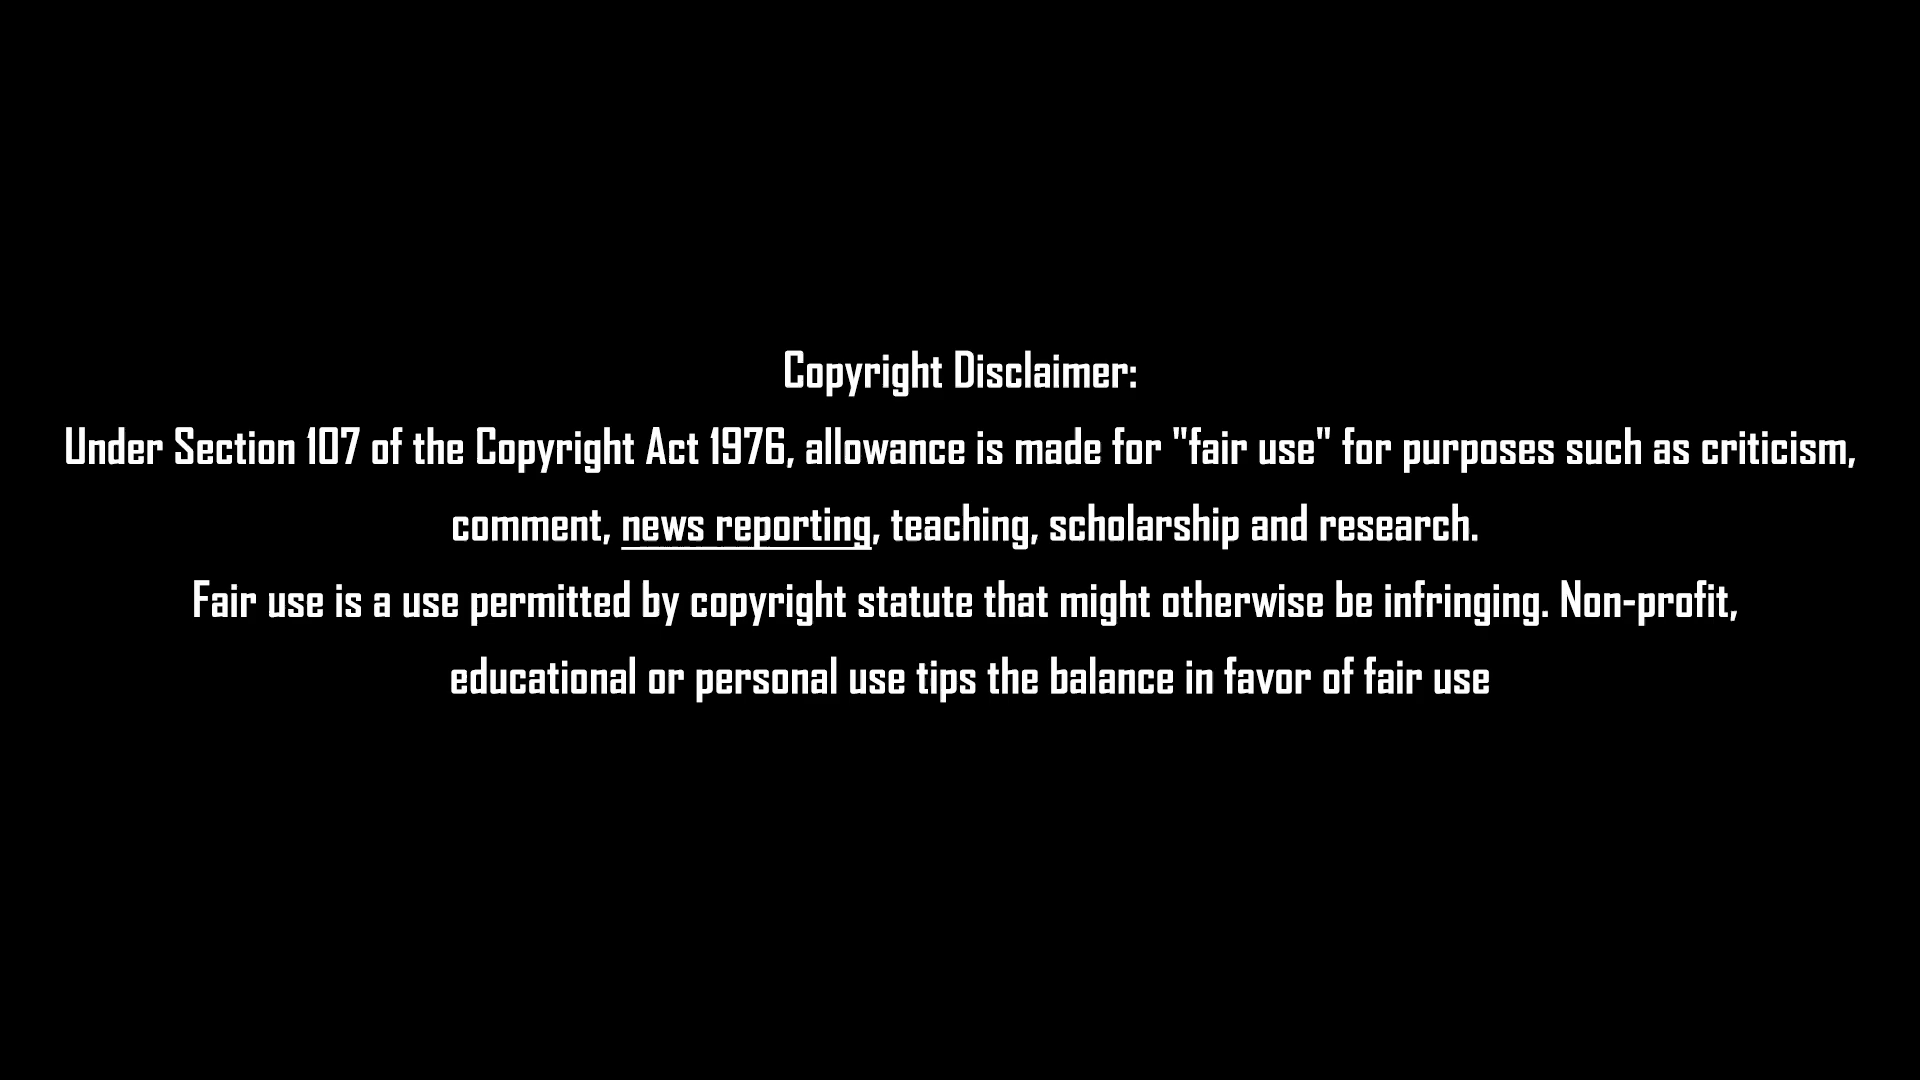 Copyright Disclaimer:
Under Section 107 of the Copyright Act 1976, allowance is made for "fair use" for purposes such as criticism,
comment, news reporting, teaching, scholarship and research.
Fair use is a use permitted by copyright statute that might otherwise be infringing. Non-profit,
educational or personal use tips the balance in favor of fair use